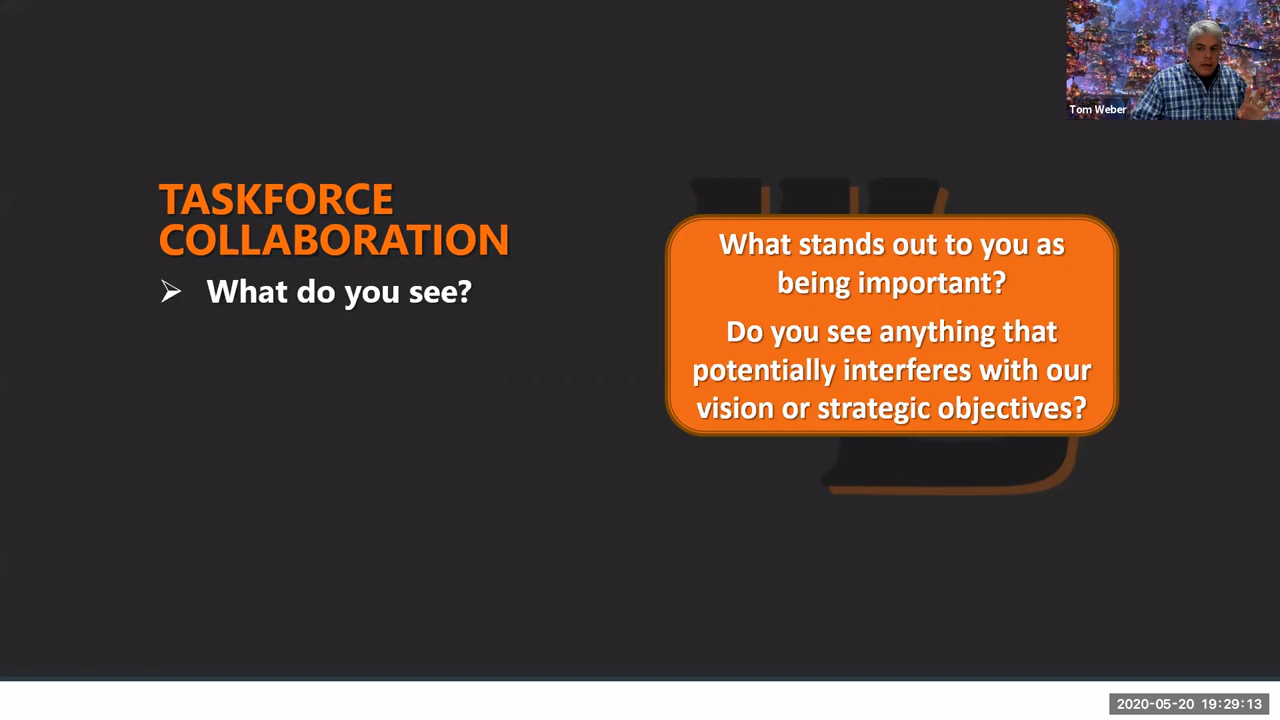 Tom Weber
TASKFORCE
COLLABORATION
➢ What do you see?
What stands out to you as
being important?
Do you see anything that
potentially interferes with our
vision or strategic objectives?
2020-05-20 19:29:13